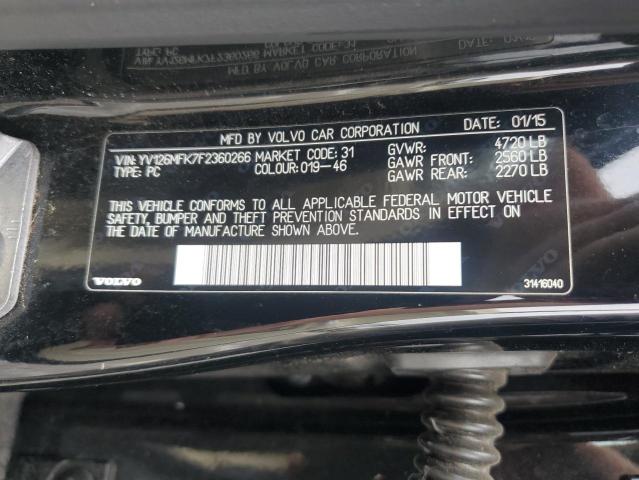 MFD BY VOLVO CAR CORPORATION DATE: 01/15
VIN: YV126MFK7F2360266 MARKET CODE: 31 GVWR: 4720 LB
TYPE: PC COLOUR: 019-46 GAWR FRONT: 2560 LB
GAWR REAR: 2270 LB
THIS VEHICLE CONFORMS TO ALL APPLICABLE FEDERAL MOTOR VEHICLE
SAFETY, BUMPER AND THEFT PREVENTION STANDARDS IN EFFECT ON
THE DATE OF MANUFACTURE SHOWN ABOVE.
VOLVO 31416040